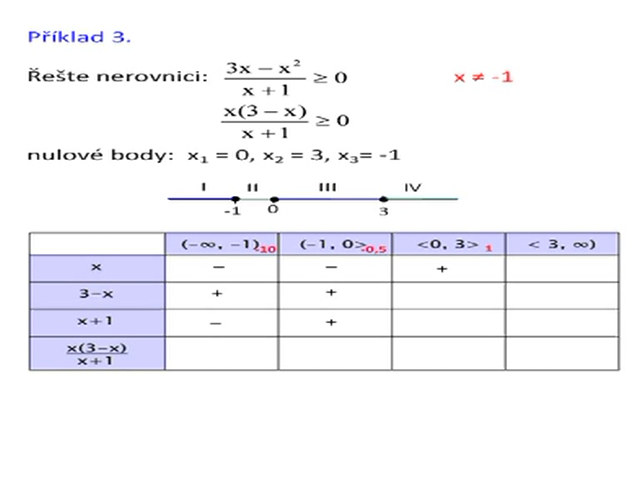 Příklad 3.
Řešte nerovnici: (3x − x²)/(x + 1) ≥ 0 x ≠ -1
x(3 − x)/(x + 1) ≥ 0
nulové body: x₁ = 0, x₂ = 3, x₃= -1
I II III IV
-1 0 3
(−∞, −1) -10 (−1, 0> -0,5 <0, 3> 1 < 3, ∞)
x − − +
3−x + +
x+1 − +
x(3−x)/x+1